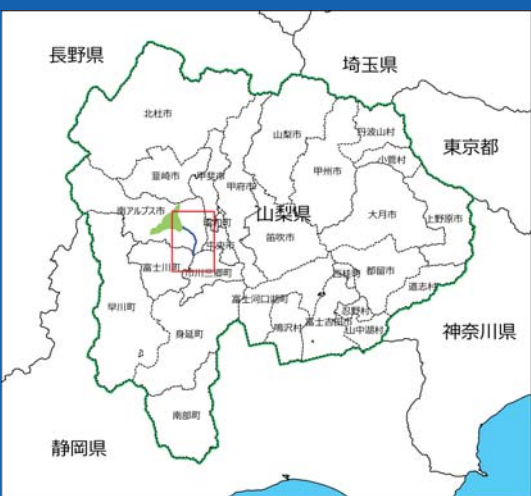 長野県
埼玉県
北杜市
山梨市
丹波山村
東京都
小菅村
韮崎市
甲斐市
甲府市
甲州市
南アルプス市
山梨県
大月市
上野原市
昭和町
中央市
笛吹市
富士川町
市川三郷町
西桂町
都留市
道志村
早川町
富士河口湖町
忍野村
鳴沢村
富士吉田市
山中湖村
神奈川県
身延町
南部町
静岡県